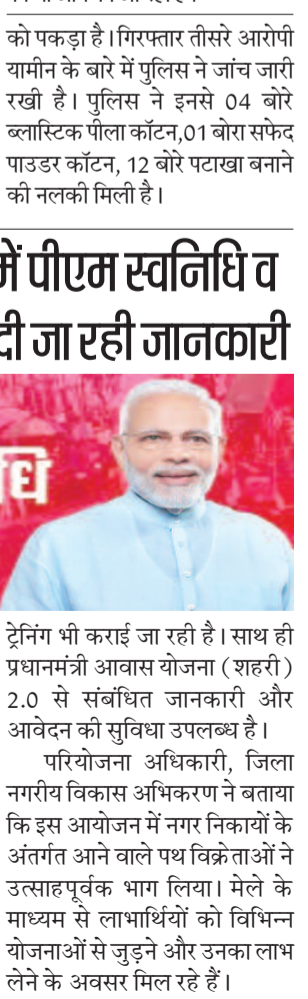 को पकड़ा है। गिरफ्तार तीसरे आरोपी
यामीन के बारे में पुलिस ने जांच जारी
रखी है। पुलिस ने इनसे 04 बोरे
ब्लास्टिक पीला कॉटन,01 बोरा सफेद
पाउडर कॉटन, 12 बोरे पटाखा बनाने
की नलकी मिली है।
में पीएम स्वनिधि व
दी जा रही जानकारी
धि
ट्रेनिंग भी कराई जा रही है। साथ ही
प्रधानमंत्री आवास योजना (शहरी)
2.0 से संबंधित जानकारी और
आवेदन की सुविधा उपलब्ध है।
परियोजना अधिकारी, जिला
नगरीय विकास अभिकरण ने बताया
कि इस आयोजन में नगर निकायों के
अंतर्गत आने वाले पथ विक्रेताओं ने
उत्साहपूर्वक भाग लिया। मेले के
माध्यम से लाभार्थियों को विभिन्न
योजनाओं से जुड़ने और उनका लाभ
लेने के अवसर मिल रहे हैं।